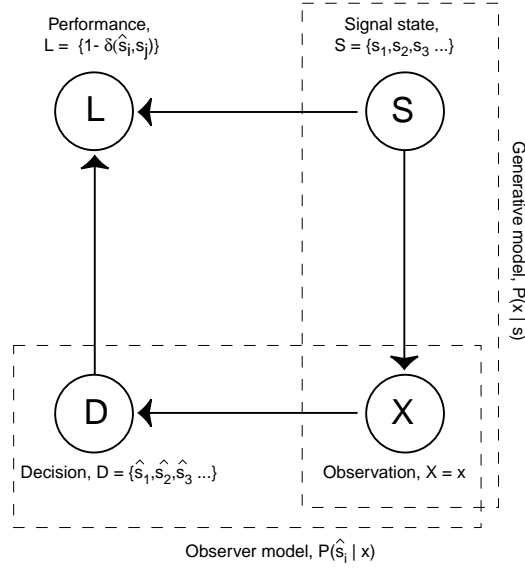 Performance,
L = {1- δ(ŝᵢ,sⱼ)}
Signal state,
S = {s₁,s₂,s₃ ...}
L
S
Generative model, P(x | s)
D
X
Decision, D = {ŝ₁,ŝ₂,ŝ₃ ...}
Observation, X = x
Observer model, P(ŝᵢ | x)